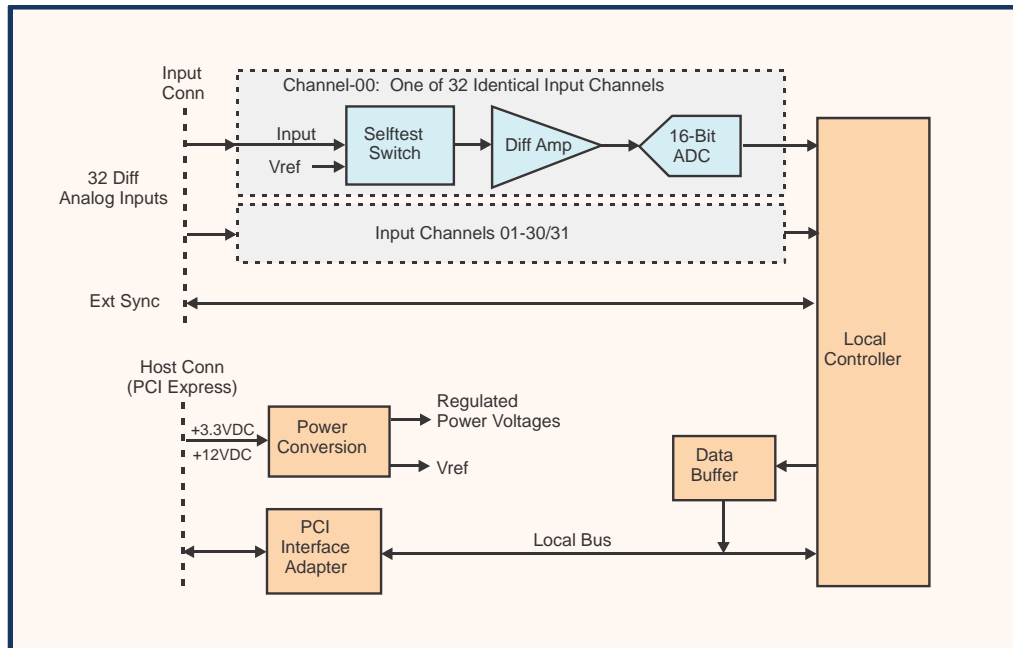 Input
Conn
Channel-00:  One of 32 Identical Input Channels
Input
Vref
Selftest
Switch
Diff Amp
16-Bit
ADC
32 Diff
Analog Inputs
Input Channels 01-30/31
Ext Sync
Local
Controller
Host Conn
(PCI Express)
+3.3VDC
+12VDC
Power
Conversion
Regulated
Power Voltages
Vref
Data
Buffer
PCI
Interface
Adapter
Local Bus